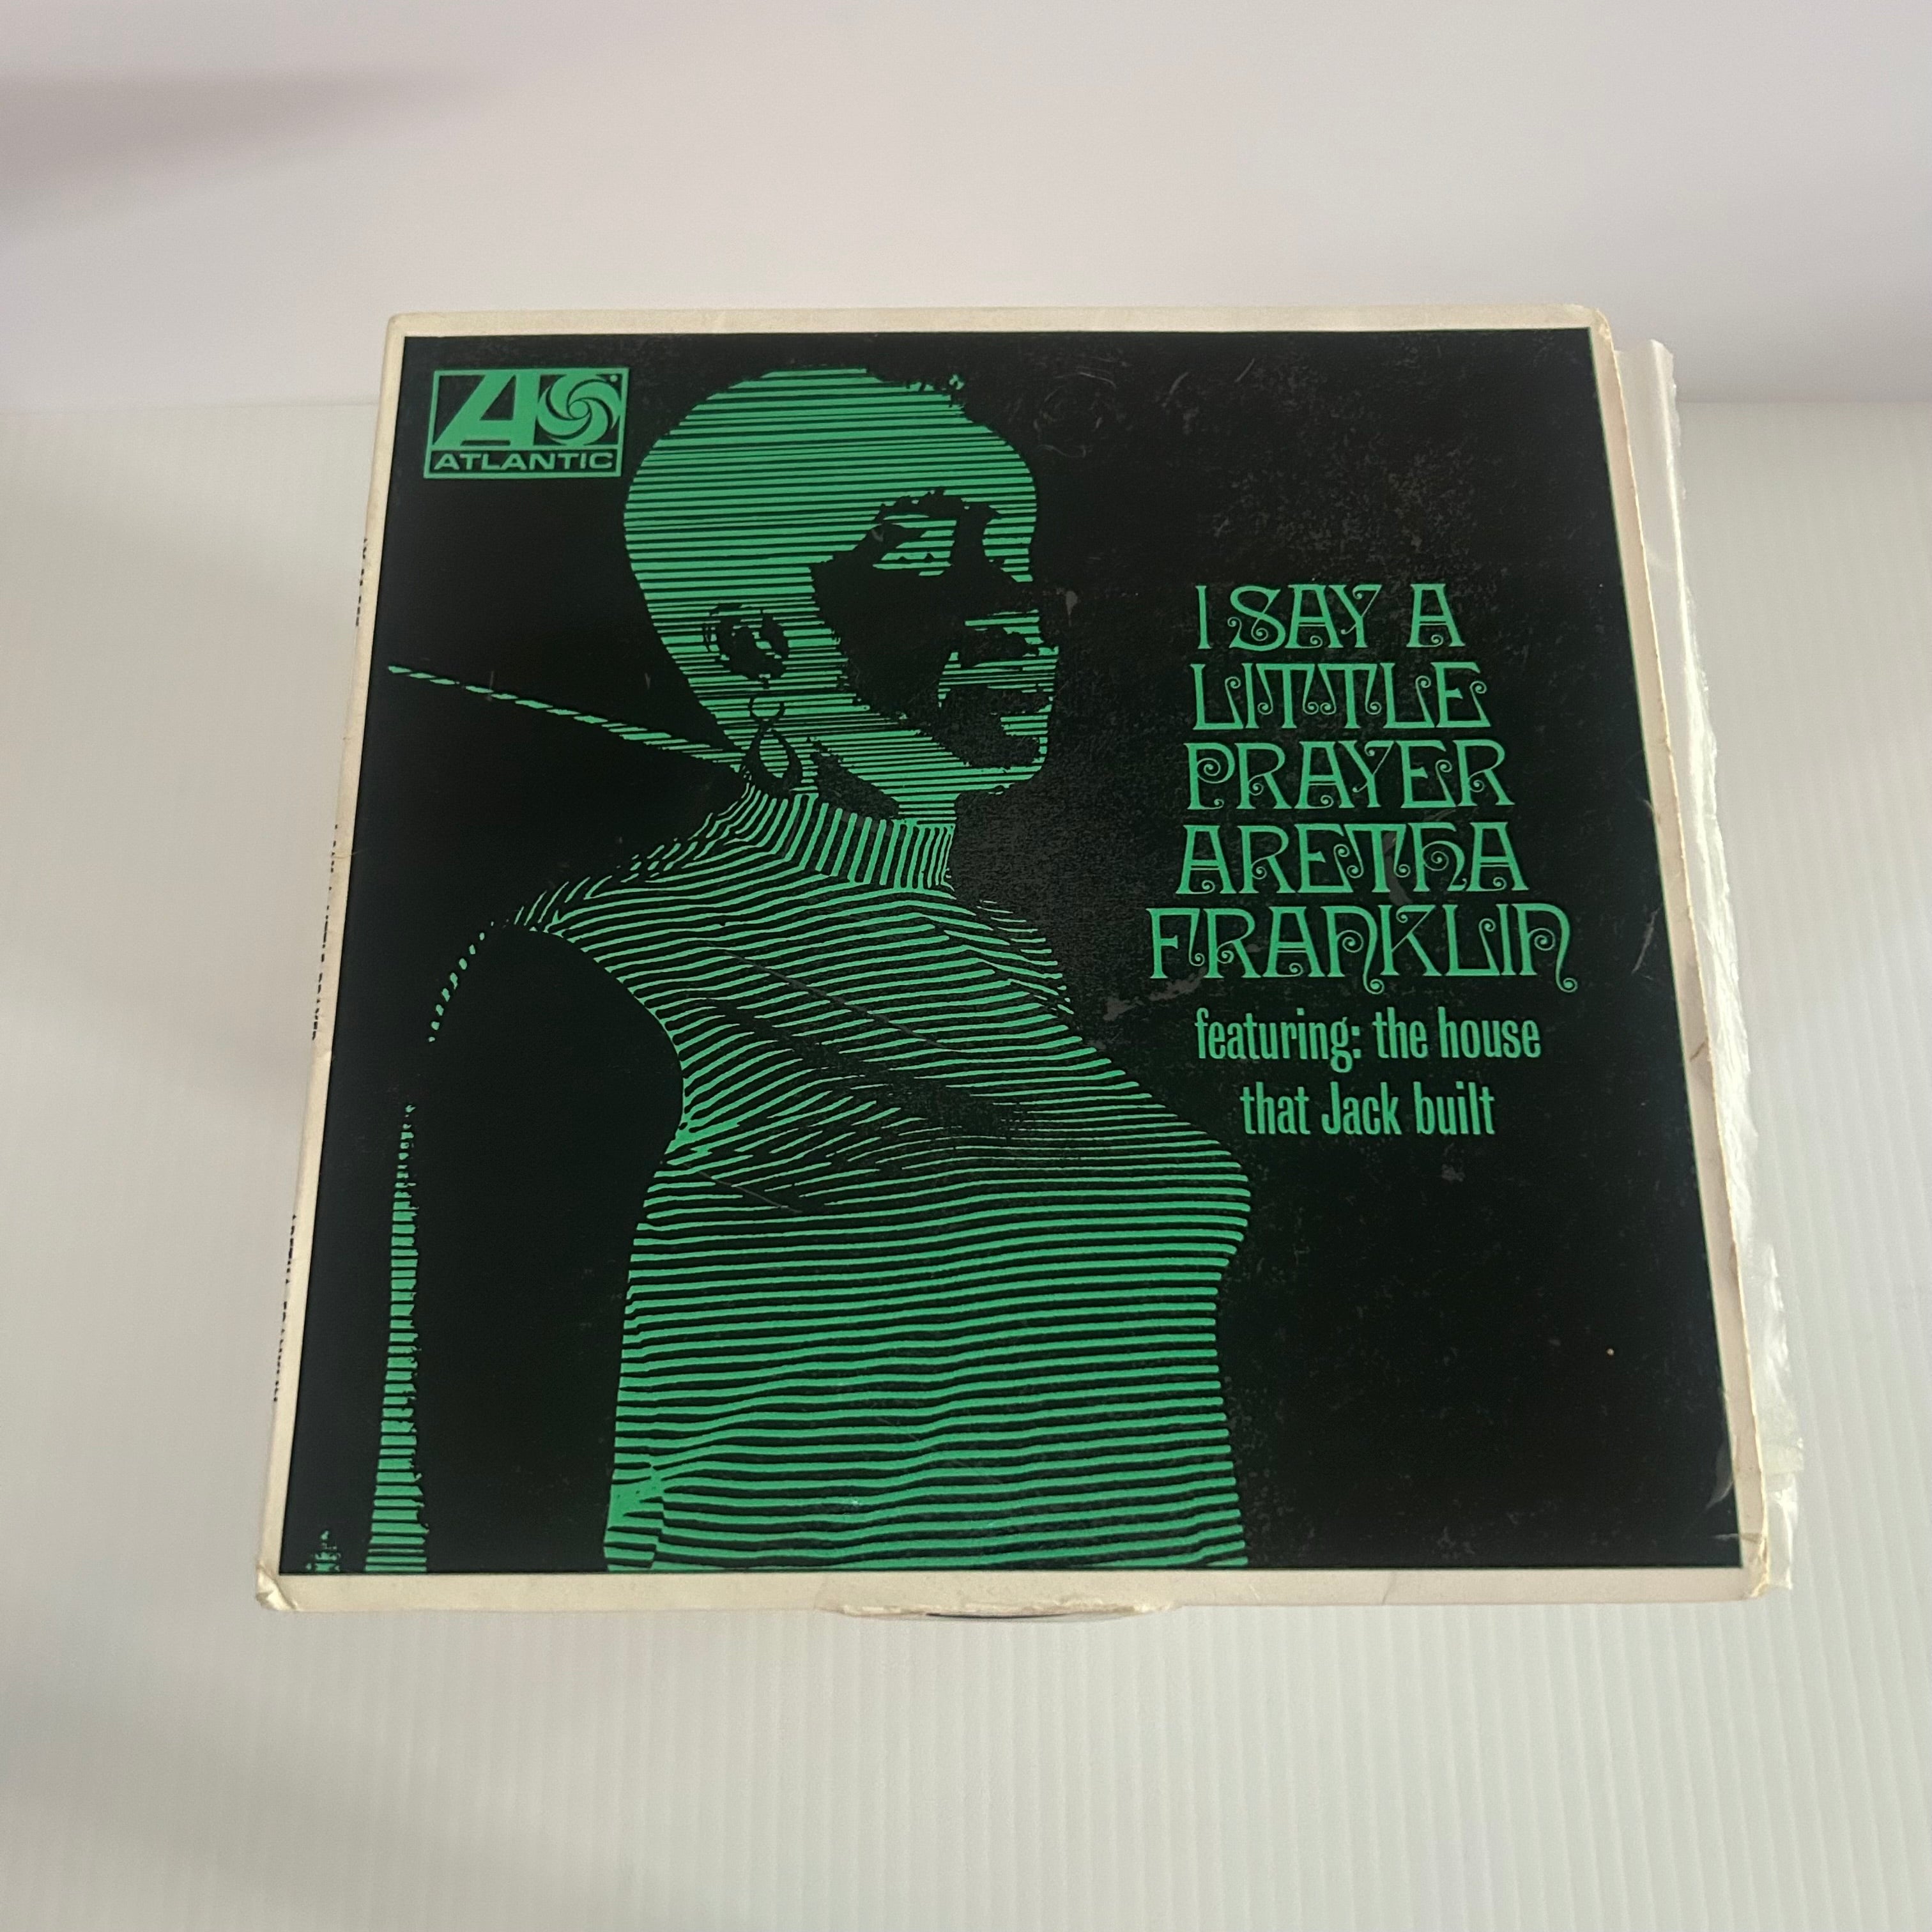 ATLANTIC
I SAY A
LITTLE
PRAYER
ARETHA
FRANKLIN
featuring: the house
that Jack built